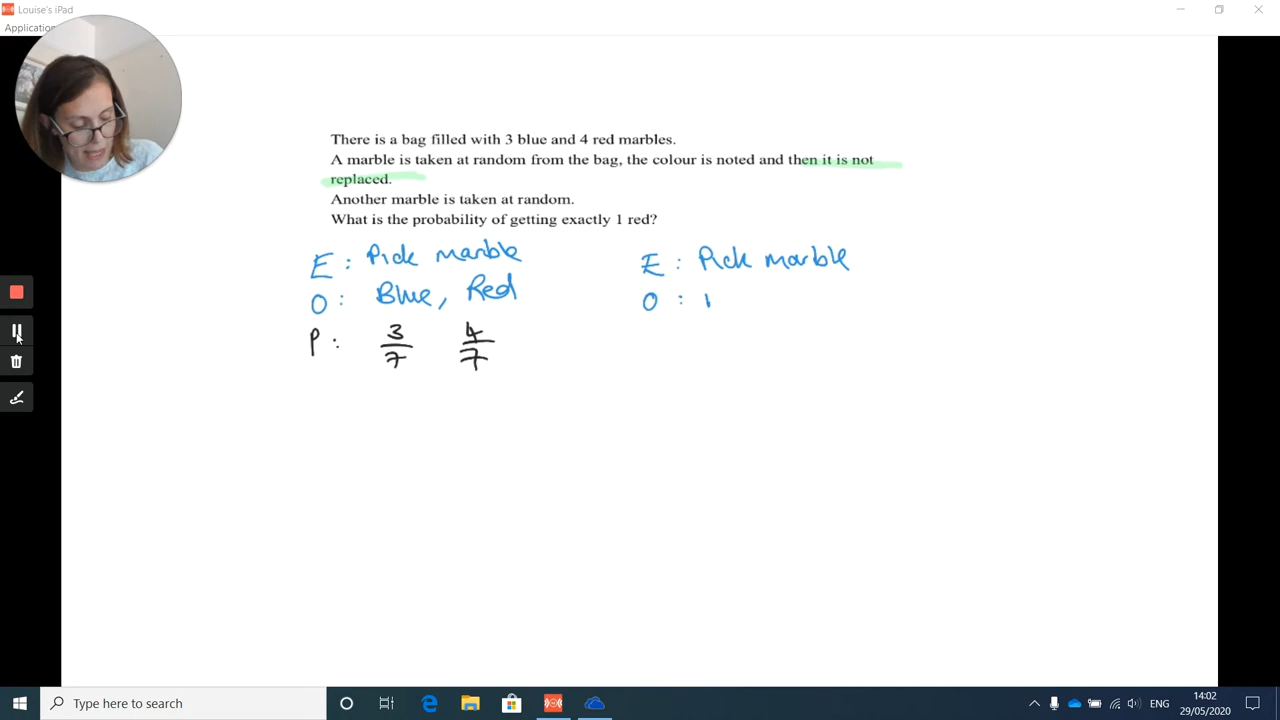 Louise's iPad
Application
There is a bag filled with 3 blue and 4 red marbles.
A marble is taken at random from the bag, the colour is noted and then it is not
replaced.
Another marble is taken at random.
What is the probability of getting exactly 1 red?
E : Pick marble
O : Blue, Red
P : 3/7 4/7
E : Pick marble
O :
Type here to search
ENG
14:02
29/05/2020